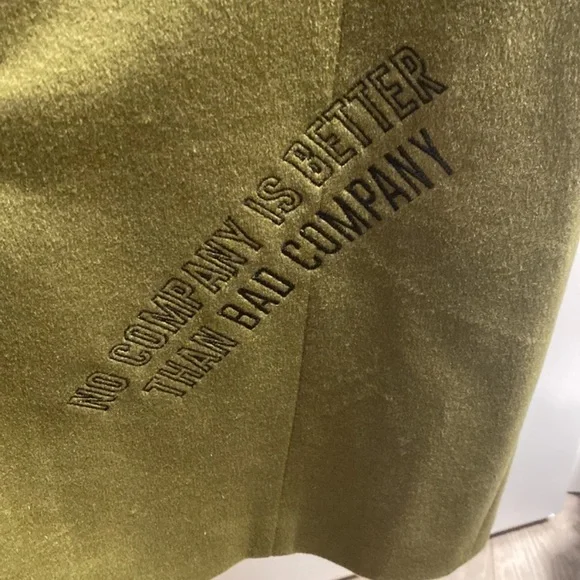 NO COMPANY IS BETTER
THAN BAD COMPANY